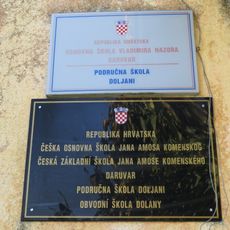 REPUBLIKA HRVATSKA
OSNOVNA ŠKOLA VLADIMIRA NAZORA
DARUVAR
PODRUČNA ŠKOLA
DOLJANI
REPUBLIKA HRVATSKA
ČEŠKA OSNOVNA ŠKOLA JANA AMOSA KOMENSKOG
ČESKÁ ZÁKLADNÍ ŠKOLA JANA AMOSE KOMENSKÉHO
DARUVAR
PODRUČNA ŠKOLA DOLJANI
OBVODNÍ ŠKOLA DOLANY